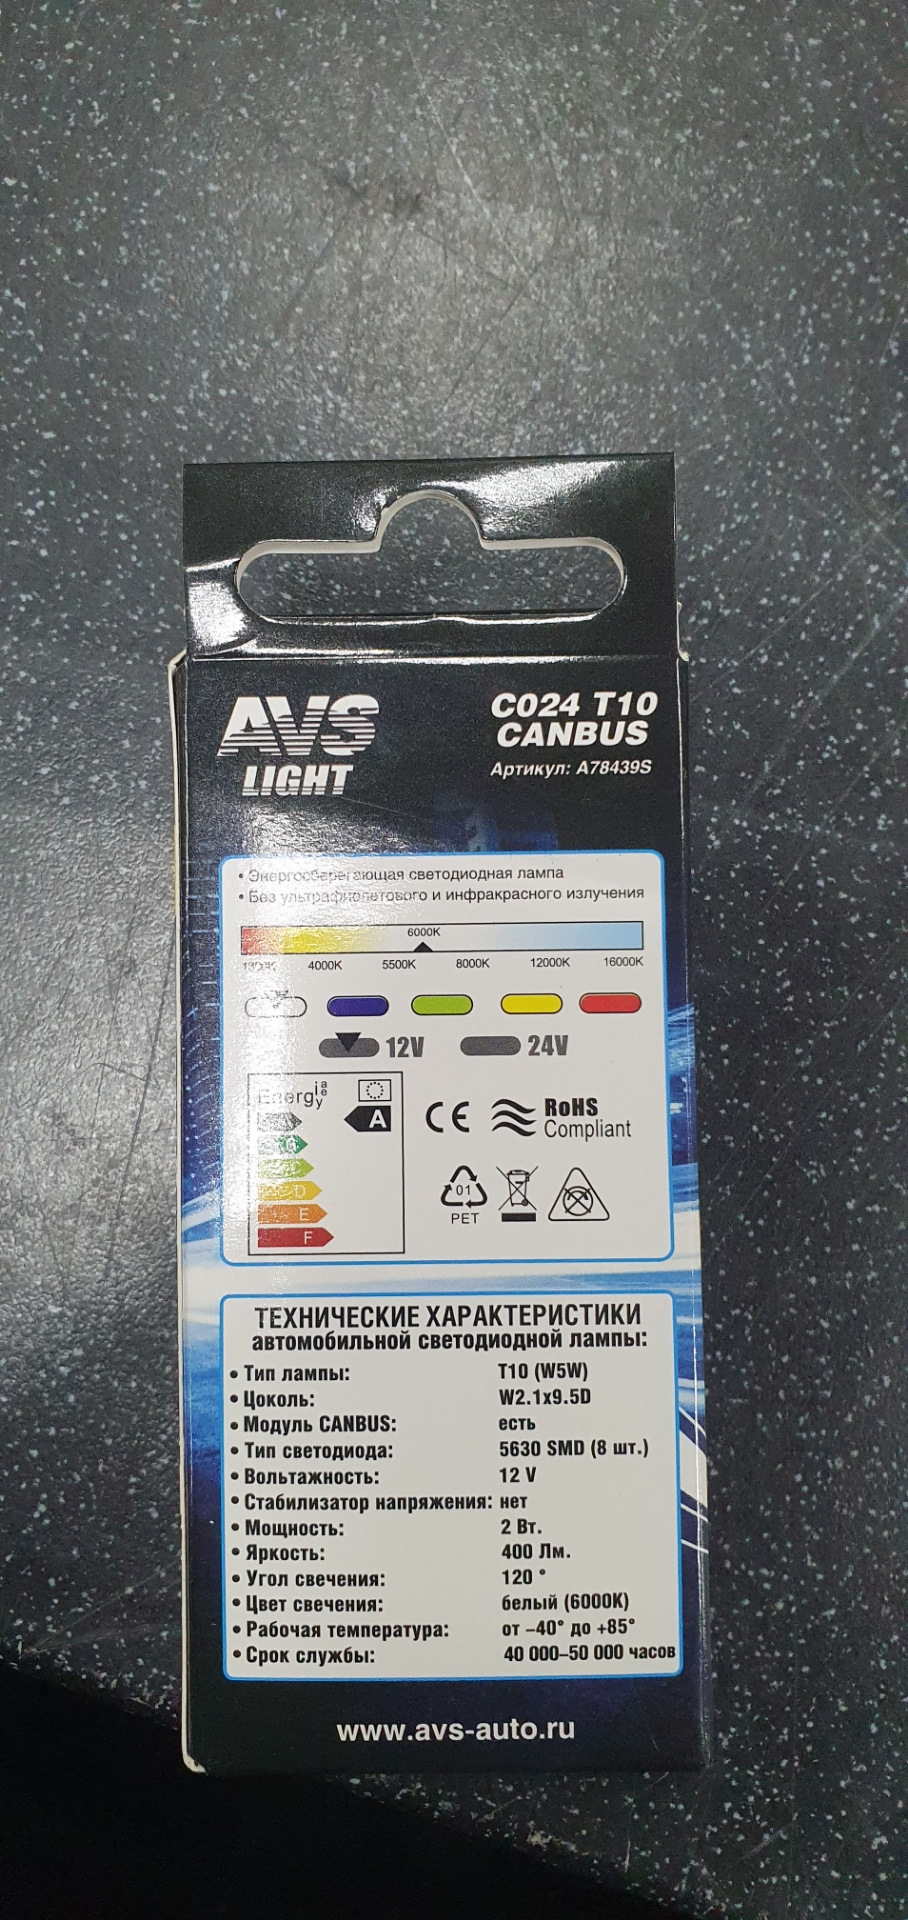 AVS
LIGHT
C024 T10
CANBUS
Артикул: A78439S
• Энергосберегающая светодиодная лампа
• Без ультрафиолетового и инфракрасного излучения
6000K
1800K 4000K 5500K 8000K 12000K 16000K
12V 24V
Energi a
y e
A
C
D
E
F
CE
RoHS
Compliant
01
PET
ТЕХНИЧЕСКИЕ ХАРАКТЕРИСТИКИ
автомобильной светодиодной лампы:
• Тип лампы: T10 (W5W)
• Цоколь: W2.1x9.5D
• Модуль CANBUS: есть
• Тип светодиода: 5630 SMD (8 шт.)
• Вольтажность: 12 V
• Стабилизатор напряжения: нет
• Мощность: 2 Вт.
• Яркость: 400 Лм.
• Угол свечения: 120 °
• Цвет свечения: белый (6000K)
• Рабочая температура: от –40° до +85°
• Срок службы: 40 000–50 000 часов
www.avs-auto.ru